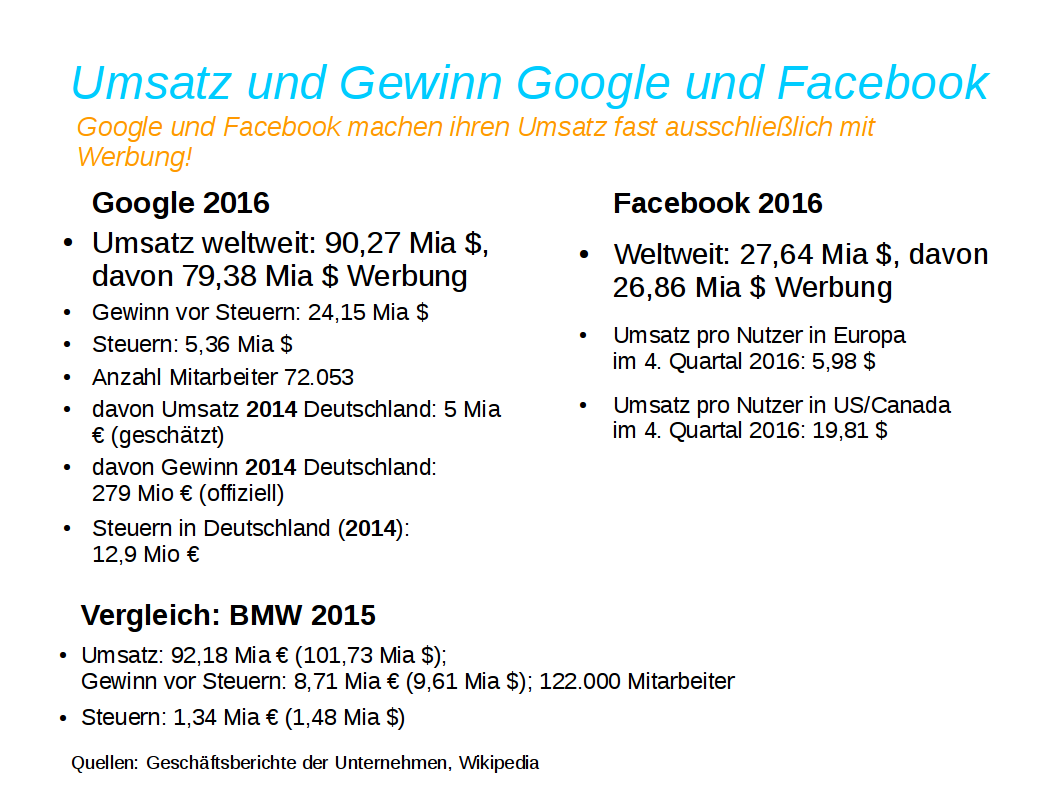 Umsatz und Gewinn Google und Facebook
Google und Facebook machen ihren Umsatz fast ausschließlich mit
Werbung!
Google 2016
• Umsatz weltweit: 90,27 Mia $,
davon 79,38 Mia $ Werbung
• Gewinn vor Steuern: 24,15 Mia $
• Steuern: 5,36 Mia $
• Anzahl Mitarbeiter 72.053
• davon Umsatz 2014 Deutschland: 5 Mia
€ (geschätzt)
• davon Gewinn 2014 Deutschland:
279 Mio € (offiziell)
• Steuern in Deutschland (2014):
12,9 Mio €
Facebook 2016
• Weltweit: 27,64 Mia $, davon
26,86 Mia $ Werbung
• Umsatz pro Nutzer in Europa
im 4. Quartal 2016: 5,98 $
• Umsatz pro Nutzer in US/Canada
im 4. Quartal 2016: 19,81 $
Vergleich: BMW 2015
• Umsatz: 92,18 Mia € (101,73 Mia $);
Gewinn vor Steuern: 8,71 Mia € (9,61 Mia $); 122.000 Mitarbeiter
• Steuern: 1,34 Mia € (1,48 Mia $)
Quellen: Geschäftsberichte der Unternehmen, Wikipedia